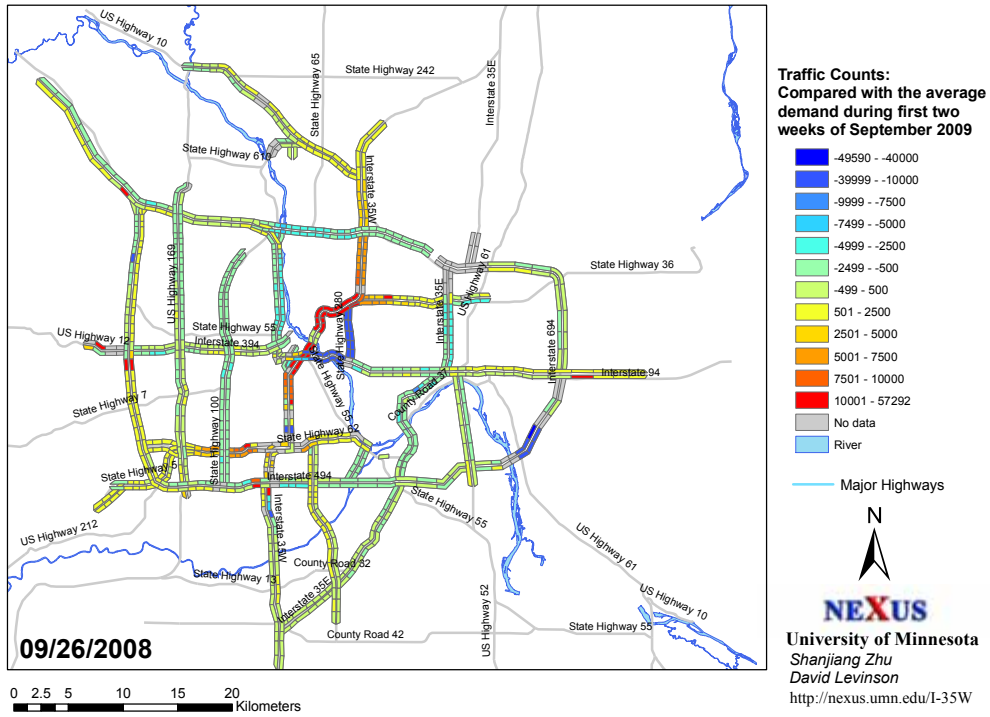 US Highway 10
State Highway 65
State Highway 242
Interstate 35E
State Highway 610
Interstate 35W
US Highway 169
US Highway 61
State Highway 36
Interstate 35E
State Highway 280
State Highway 55
US Highway 12
Interstate 394
Interstate 694
Interstate 94
State Highway 7
State Highway 100
State Highway 55
County Road 37
State Highway 62
State Highway 5
Interstate 494
State Highway 55
Interstate 35W
US Highway 212
US Highway 61
County Road 32
State Highway 13
Interstate 35E
US Highway 52
US Highway 10
State Highway 55
County Road 42
09/26/2008
0 2.5 5 10 15 20
Kilometers
Traffic Counts:
Compared with the average
demand during first two
weeks of September 2009
-49590 - -40000
-39999 - -10000
-9999 - -7500
-7499 - -5000
-4999 - -2500
-2499 - -500
-499 - 500
501 - 2500
2501 - 5000
5001 - 7500
7501 - 10000
10001 - 57292
No data
River
Major Highways
N
NEXUS
University of Minnesota
Shanjiang Zhu
David Levinson
http://nexus.umn.edu/I-35W